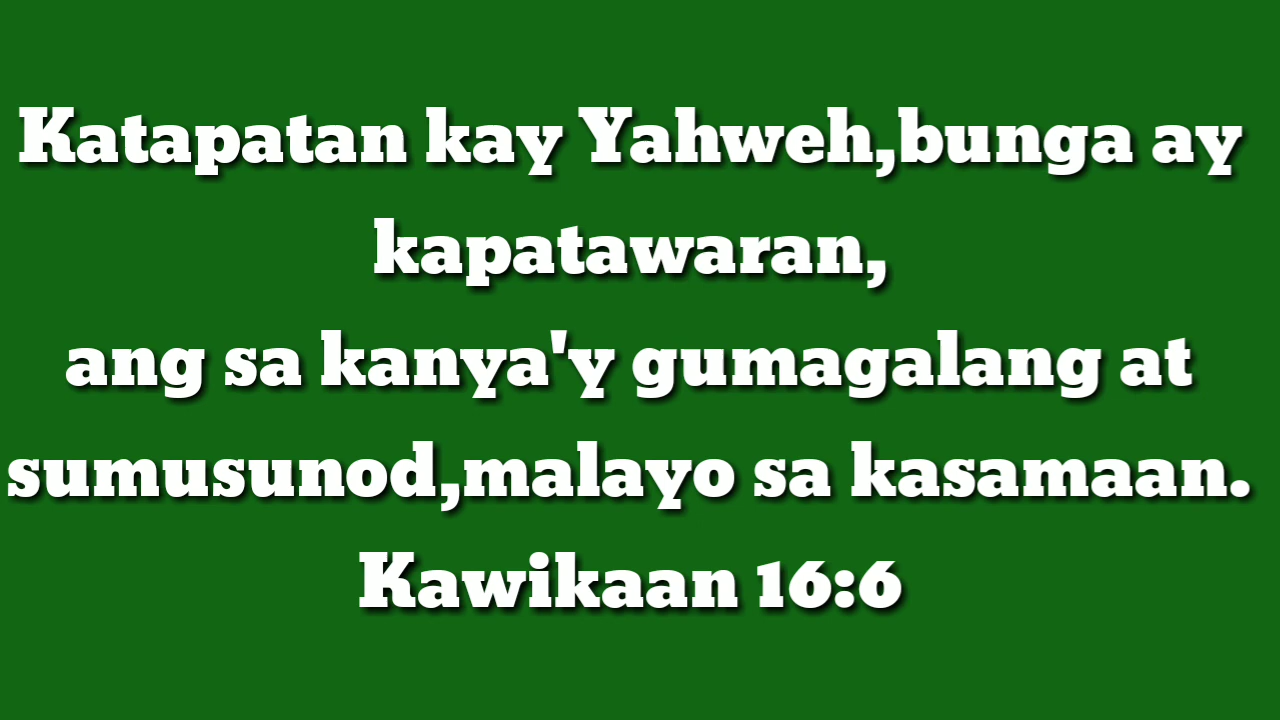 Katapatan kay Yahweh,bunga ay
kapatawaran,
ang sa kanya'y gumagalang at
sumusunod,malayo sa kasamaan.
Kawikaan 16:6